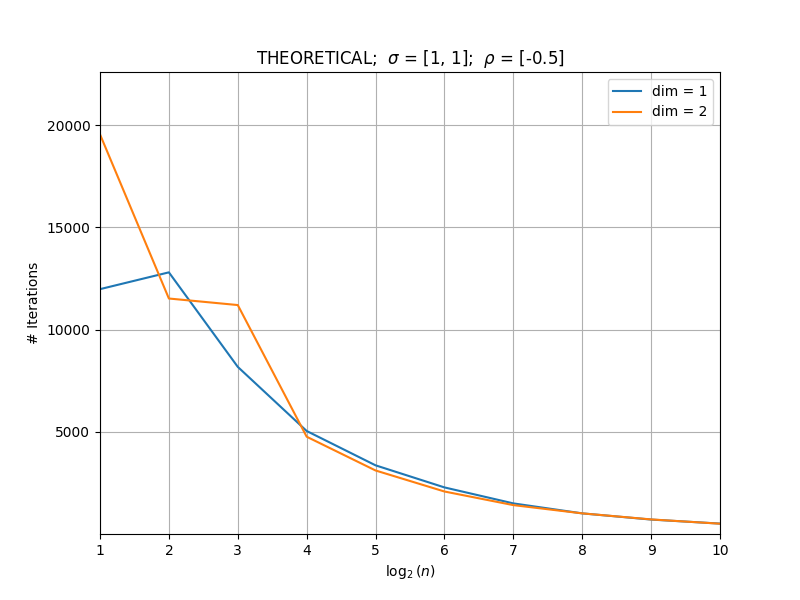 THEORETICAL;  σ = [1, 1];  ρ = [-0.5]
dim = 1
dim = 2
20000
15000
10000
5000
# Iterations
1 2 3 4 5 6 7 8 9 10
log₂(n)